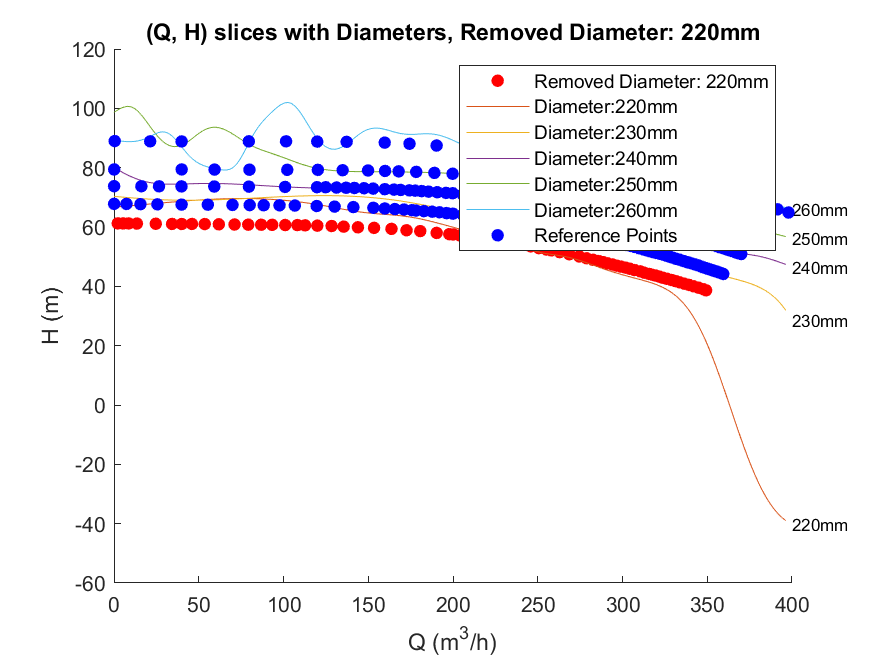 (Q, H) slices with Diameters, Removed Diameter: 220mm
120
100
80
60
40
20
0
-20
-40
-60
H (m)
Removed Diameter: 220mm
Diameter:220mm
Diameter:230mm
Diameter:240mm
Diameter:250mm
Diameter:260mm
Reference Points
260mm
250mm
240mm
230mm
220mm
0 50 100 150 200 250 300 350 400
Q (m³/h)